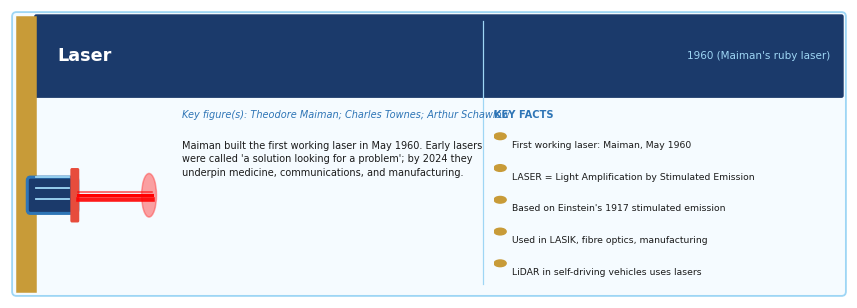 Laser
1960 (Maiman's ruby laser)
Key figure(s): Theodore Maiman; Charles Townes; Arthur Schawlow
Maiman built the first working laser in May 1960. Early lasers
were called 'a solution looking for a problem'; by 2024 they
underpin medicine, communications, and manufacturing.
KEY FACTS
First working laser: Maiman, May 1960
LASER = Light Amplification by Stimulated Emission
Based on Einstein's 1917 stimulated emission
Used in LASIK, fibre optics, manufacturing
LiDAR in self-driving vehicles uses lasers